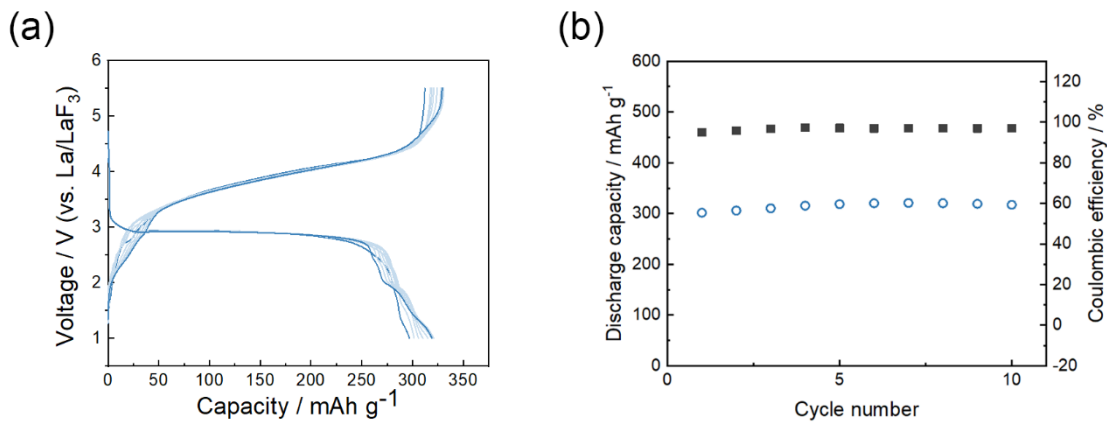 (a)
6
5
4
3
2
1
Voltage / V (vs. La/LaF₃)
0 50 100 150 200 250 300 350
Capacity / mAh g⁻¹
(b)
600
500
400
300
200
100
0
Discharge capacity / mAh g⁻¹
120
100
80
60
40
20
0
-20
Coulombic efficiency / %
0 5 10
Cycle number